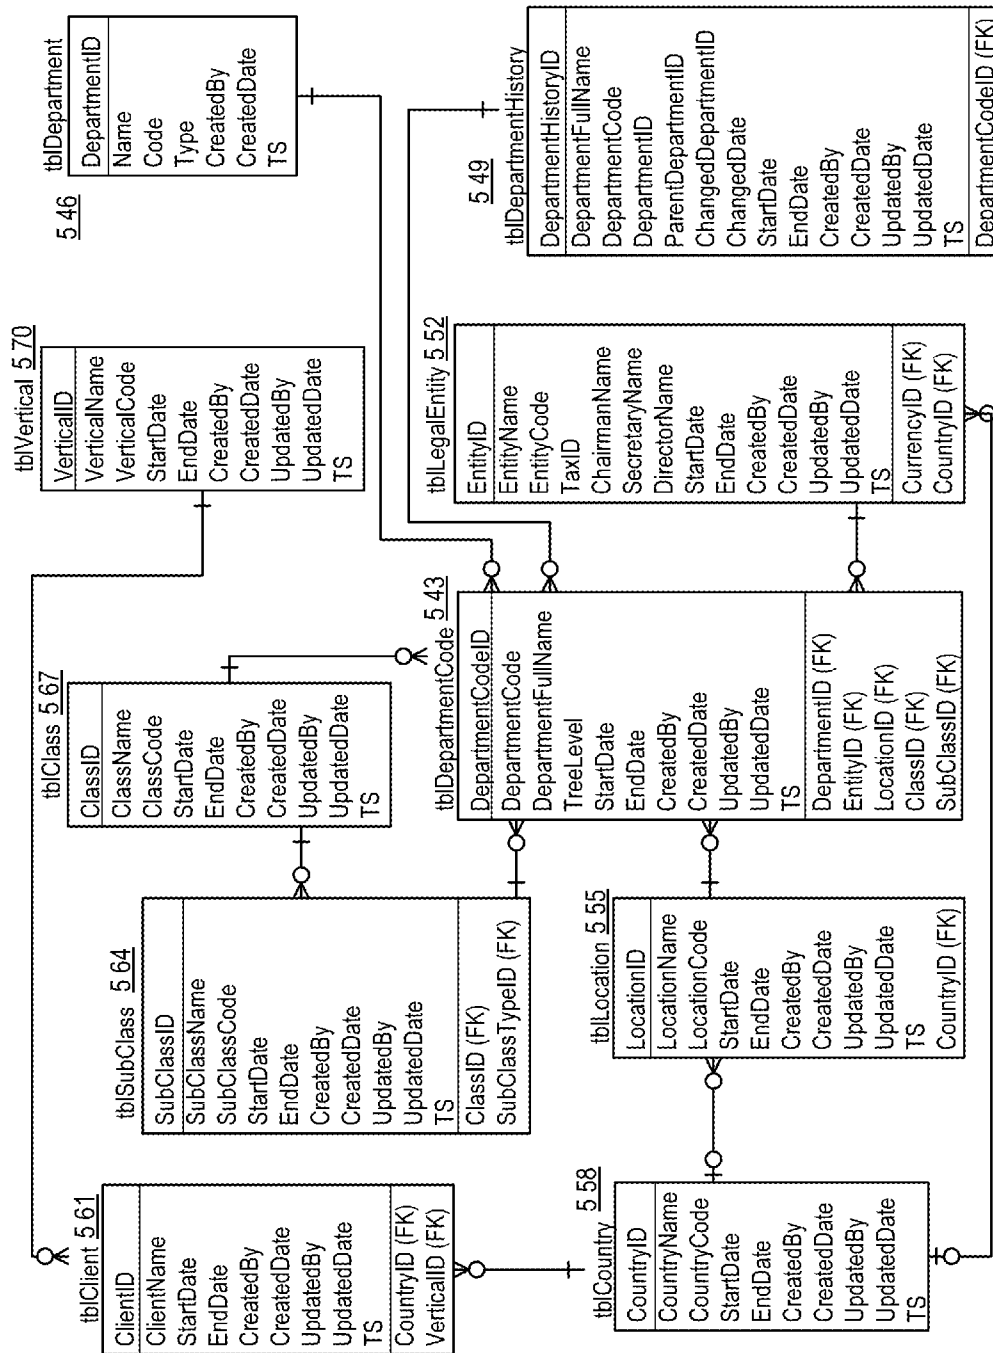 tblClient 5 61
ClientID
ClientName
StartDate
EndDate
CreatedBy
CreatedDate
UpdatedBy
UpdatedDate
TS
CountryID (FK)
VerticalID (FK)
tblSubClass 5 64
SubClassID
SubClassName
SubClassCode
StartDate
EndDate
CreatedBy
CreatedDate
UpdatedBy
UpdatedDate
TS
ClassID (FK)
SubClassTypeID (FK)
tblClass 5 67
ClassID
ClassName
ClassCode
StartDate
EndDate
CreatedBy
CreatedDate
UpdatedBy
UpdatedDate
TS
tblVertical 5 70
VerticalID
VerticalName
VerticalCode
StartDate
EndDate
CreatedBy
CreatedDate
UpdatedBy
UpdatedDate
TS
5 46
tblDepartment
DepartmentID
Name
Code
Type
CreatedBy
CreatedDate
TS
5 58
tblCountry
CountryID
CountryName
CountryCode
StartDate
EndDate
CreatedBy
CreatedDate
UpdatedBy
UpdatedDate
TS
tblLocation 5 55
LocationID
LocationName
LocationCode
StartDate
EndDate
CreatedBy
CreatedDate
UpdatedBy
UpdatedDate
TS
CountryID (FK)
tblDepartmentCode 5 43
DepartmentCodeID
DepartmentCode
DepartmentFullName
TreeLevel
StartDate
EndDate
CreatedBy
CreatedDate
UpdatedBy
UpdatedDate
TS
DepartmentID (FK)
EntityID (FK)
LocationID (FK)
ClassID (FK)
SubClassID (FK)
tblLegalEntity 5 52
EntityID
EntityName
EntityCode
TaxID
ChairmanName
SecretaryName
DirectorName
StartDate
EndDate
CreatedBy
CreatedDate
UpdatedBy
UpdatedDate
TS
CurrencyID (FK)
CountryID (FK)
5 49
tblDepartmentHistory
DepartmentHistoryID
DepartmentFullName
DepartmentCode
DepartmentID
ParentDepartmentID
ChangedDepartmentID
ChangedDate
StartDate
EndDate
CreatedBy
CreatedDate
UpdatedBy
UpdatedDate
TS
DepartmentCodeID (FK)